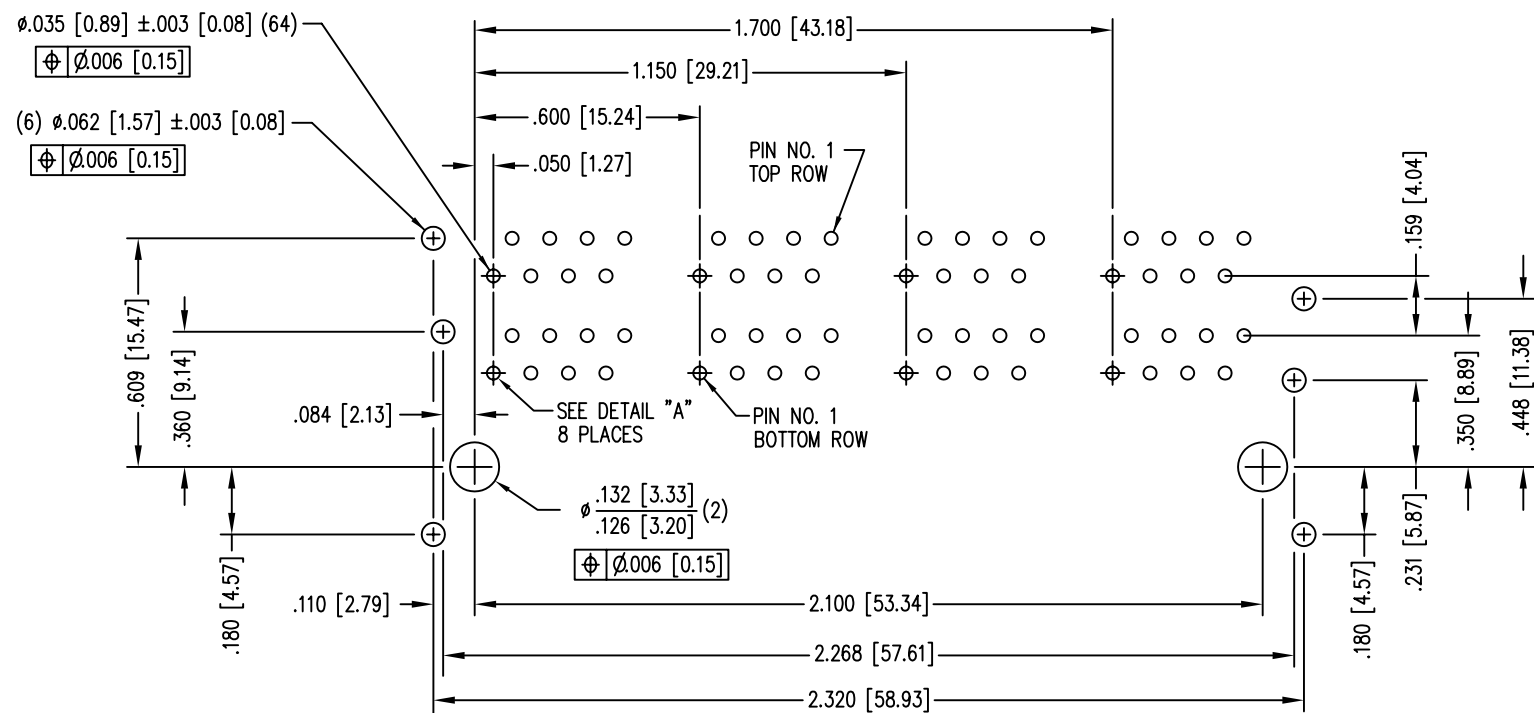 ø.035 [0.89] ±.003 [0.08] (64)
⌖ Ø.006 [0.15]
(6) ø.062 [1.57] ±.003 [0.08]
⌖ Ø.006 [0.15]
1.700 [43.18]
1.150 [29.21]
.600 [15.24]
.050 [1.27]
PIN NO. 1
TOP ROW
.159 [4.04]
.609 [15.47]
.360 [9.14]
.084 [2.13]
SEE DETAIL "A"
8 PLACES
PIN NO. 1
BOTTOM ROW
.350 [8.89]
.448 [11.38]
.231 [5.87]
ø .132 [3.33]
.126 [3.20] (2)
⌖ Ø.006 [0.15]
.180 [4.57]
.110 [2.79]
2.100 [53.34]
.180 [4.57]
2.268 [57.61]
2.320 [58.93]